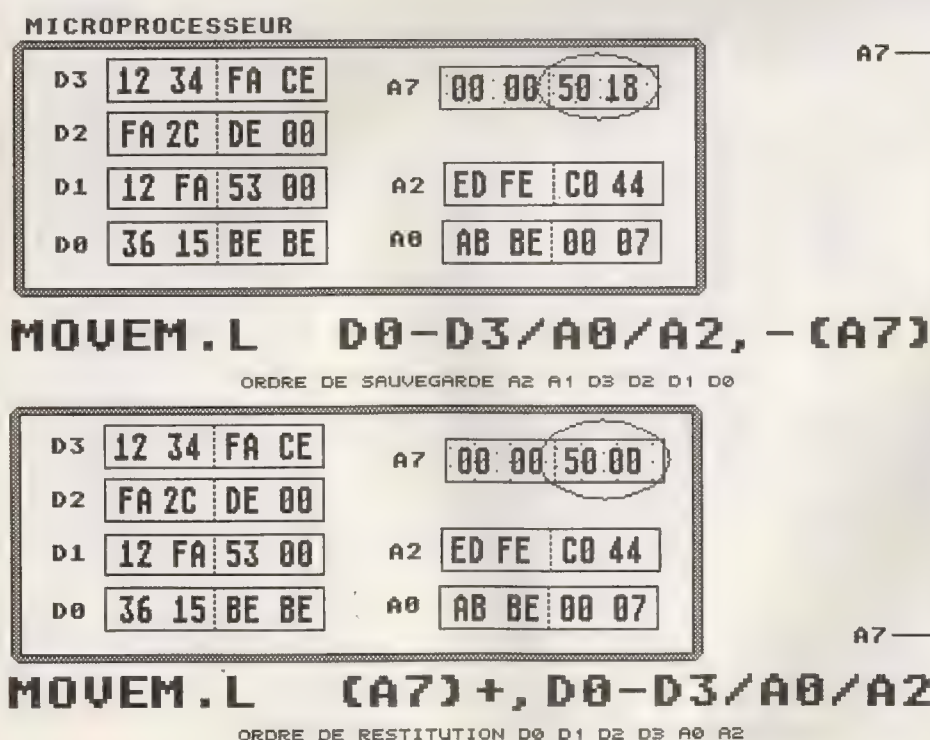 MICROPROCESSEUR
A7
D3 12 34 FA CE A7 00 00 50 18
D2 FA 2C DE 00
D1 12 FA 53 00 A2 ED FE C0 44
D0 36 15 BE BE A0 AB BE 00 07
MOVEM.L D0-D3/A0/A2,-(A7)
ORDRE DE SAUVEGARDE A2 A1 D3 D2 D1 D0
D3 12 34 FA CE A7 00 00 50 00
D2 FA 2C DE 00
D1 12 FA 53 00 A2 ED FE C0 44
D0 36 15 BE BE A0 AB BE 00 07
A7
MOVEM.L (A7)+,D0-D3/A0/A2
ORDRE DE RESTITUTION D0 D1 D2 D3 A0 A2